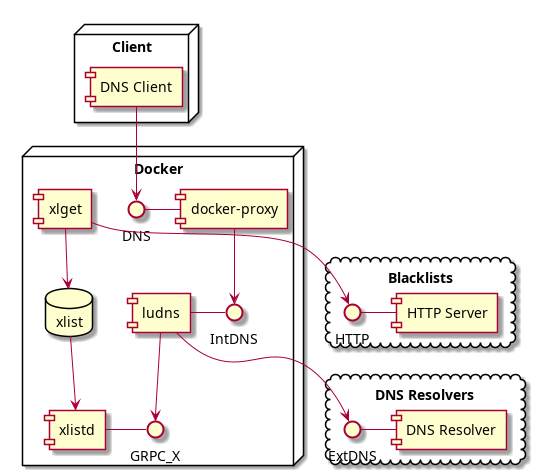 Client
DNS Client
Docker
xlget
docker-proxy
DNS
Blacklists
HTTP Server
HTTP
xlist
ludns
IntDNS
DNS Resolvers
DNS Resolver
ExtDNS
xlistd
GRPC_X